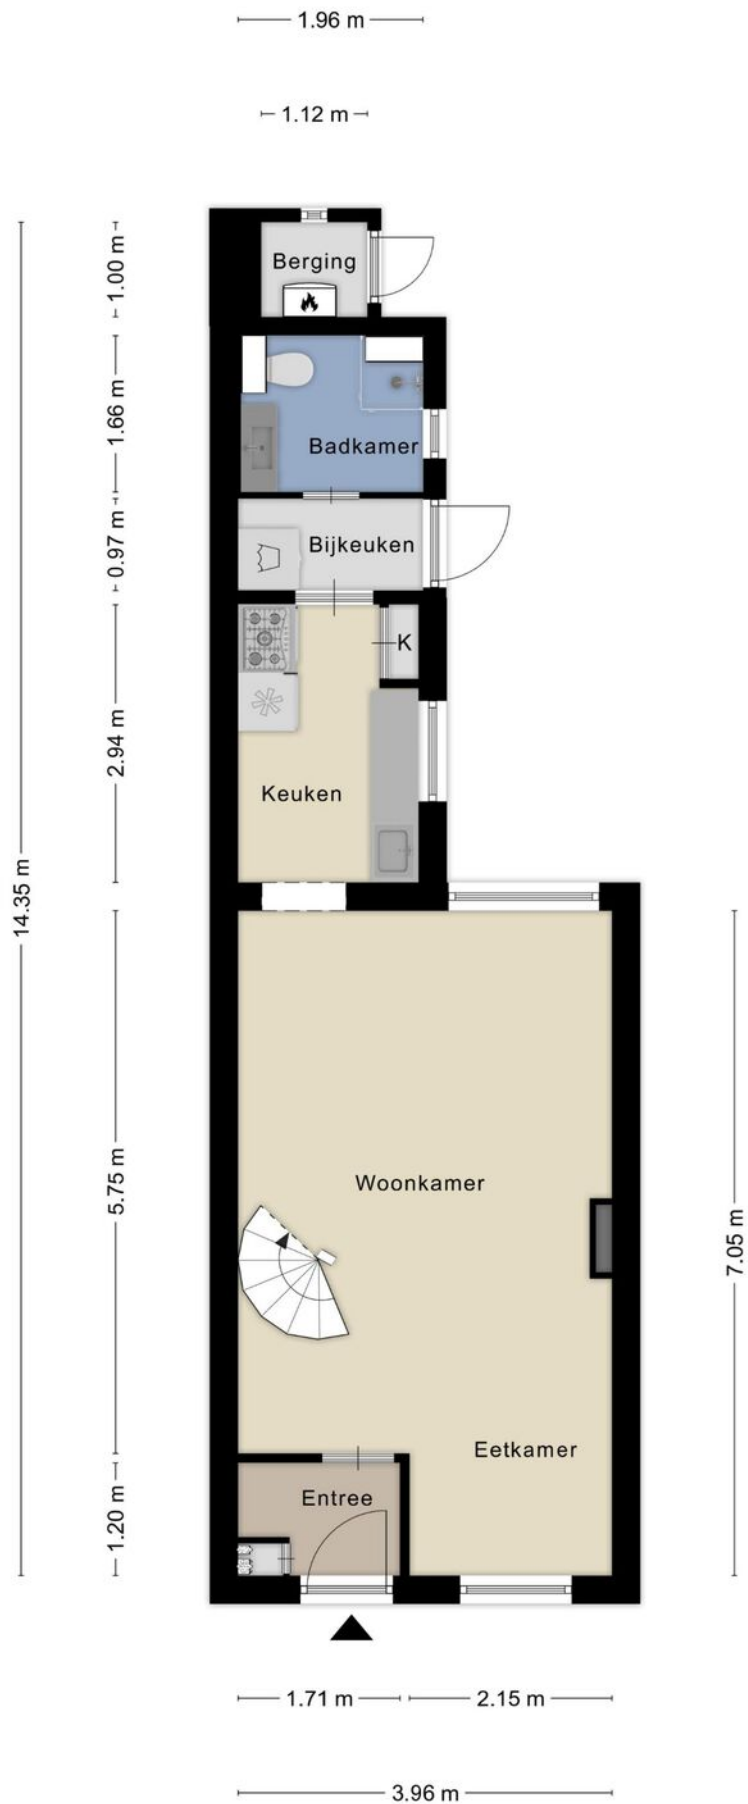 1.96 m
1.12 m
Berging
1.00 m
1.66 m
Badkamer
0.97 m
Bijkeuken
K
2.94 m
Keuken
14.35 m
5.75 m
Woonkamer
7.05 m
Eetkamer
Entree
1.20 m
1.71 m
2.15 m
3.96 m